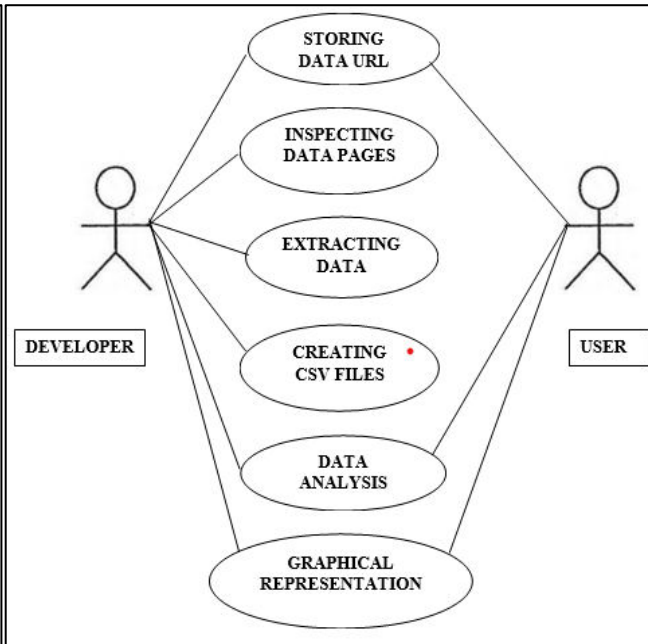 STORING
DATA URL
INSPECTING
DATA PAGES
EXTRACTING
DATA
DEVELOPER
CREATING
CSV FILES
USER
DATA
ANALYSIS
GRAPHICAL
REPRESENTATION